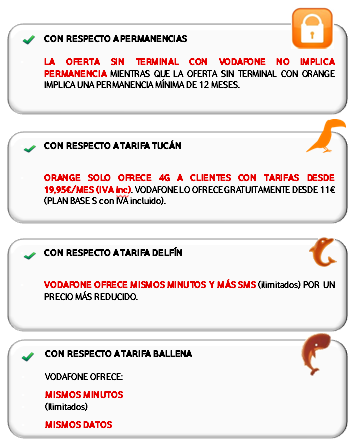 CON RESPECTO A PERMANENCIAS
LA OFERTA SIN TERMINAL CON VODAFONE NO IMPLICA
PERMANENCIA MIENTRAS QUE LA OFERTA SIN TERMINAL CON ORANGE
IMPLICA UNA PERMANENCIA MÍNIMA DE 12 MESES.
CON RESPECTO A TARIFA TUCÁN
ORANGE SOLO OFRECE 4G A CLIENTES CON TARIFAS DESDE
19,95€/MES (IVA inc). VODAFONE LO OFRECE GRATUITAMENTE DESDE 11€
(PLAN BASE S con IVA incluido).
CON RESPECTO A TARIFA DELFÍN
VODAFONE OFRECE MISMOS MINUTOS Y MÁS SMS (ilimitados) POR UN
PRECIO MÁS REDUCIDO.
CON RESPECTO A TARIFA BALLENA
VODAFONE OFRECE:
MISMOS MINUTOS
(Ilimitados)
MISMOS DATOS